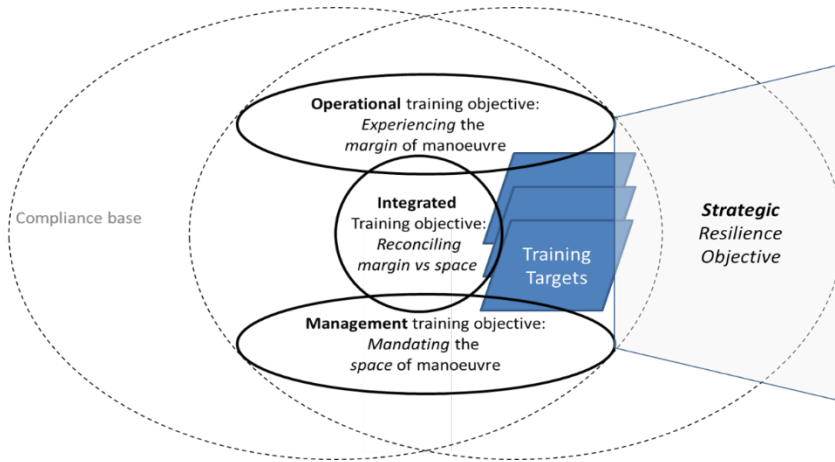 Operational training objective:
Experiencing the
margin of manoeuvre
Compliance base
Integrated
Training objective:
Reconciling
margin vs space
Training
Targets
Strategic
Resilience
Objective
Management training objective:
Mandating the
space of manoeuvre